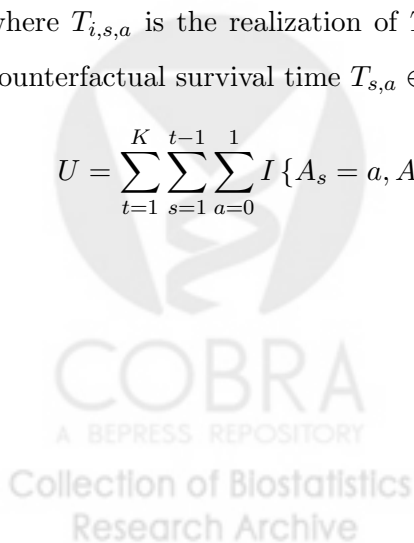 where T_{i,s,a} is the realization of
counterfactual survival time T_{s,a} ∈
U = \sum_{t=1}^{K} \sum_{s=1}^{t-1} \sum_{a=0}^{1} I {A_s = a, A
COBRA
A BEPRESS REPOSITORY
Collection of Biostatistics
Research Archive